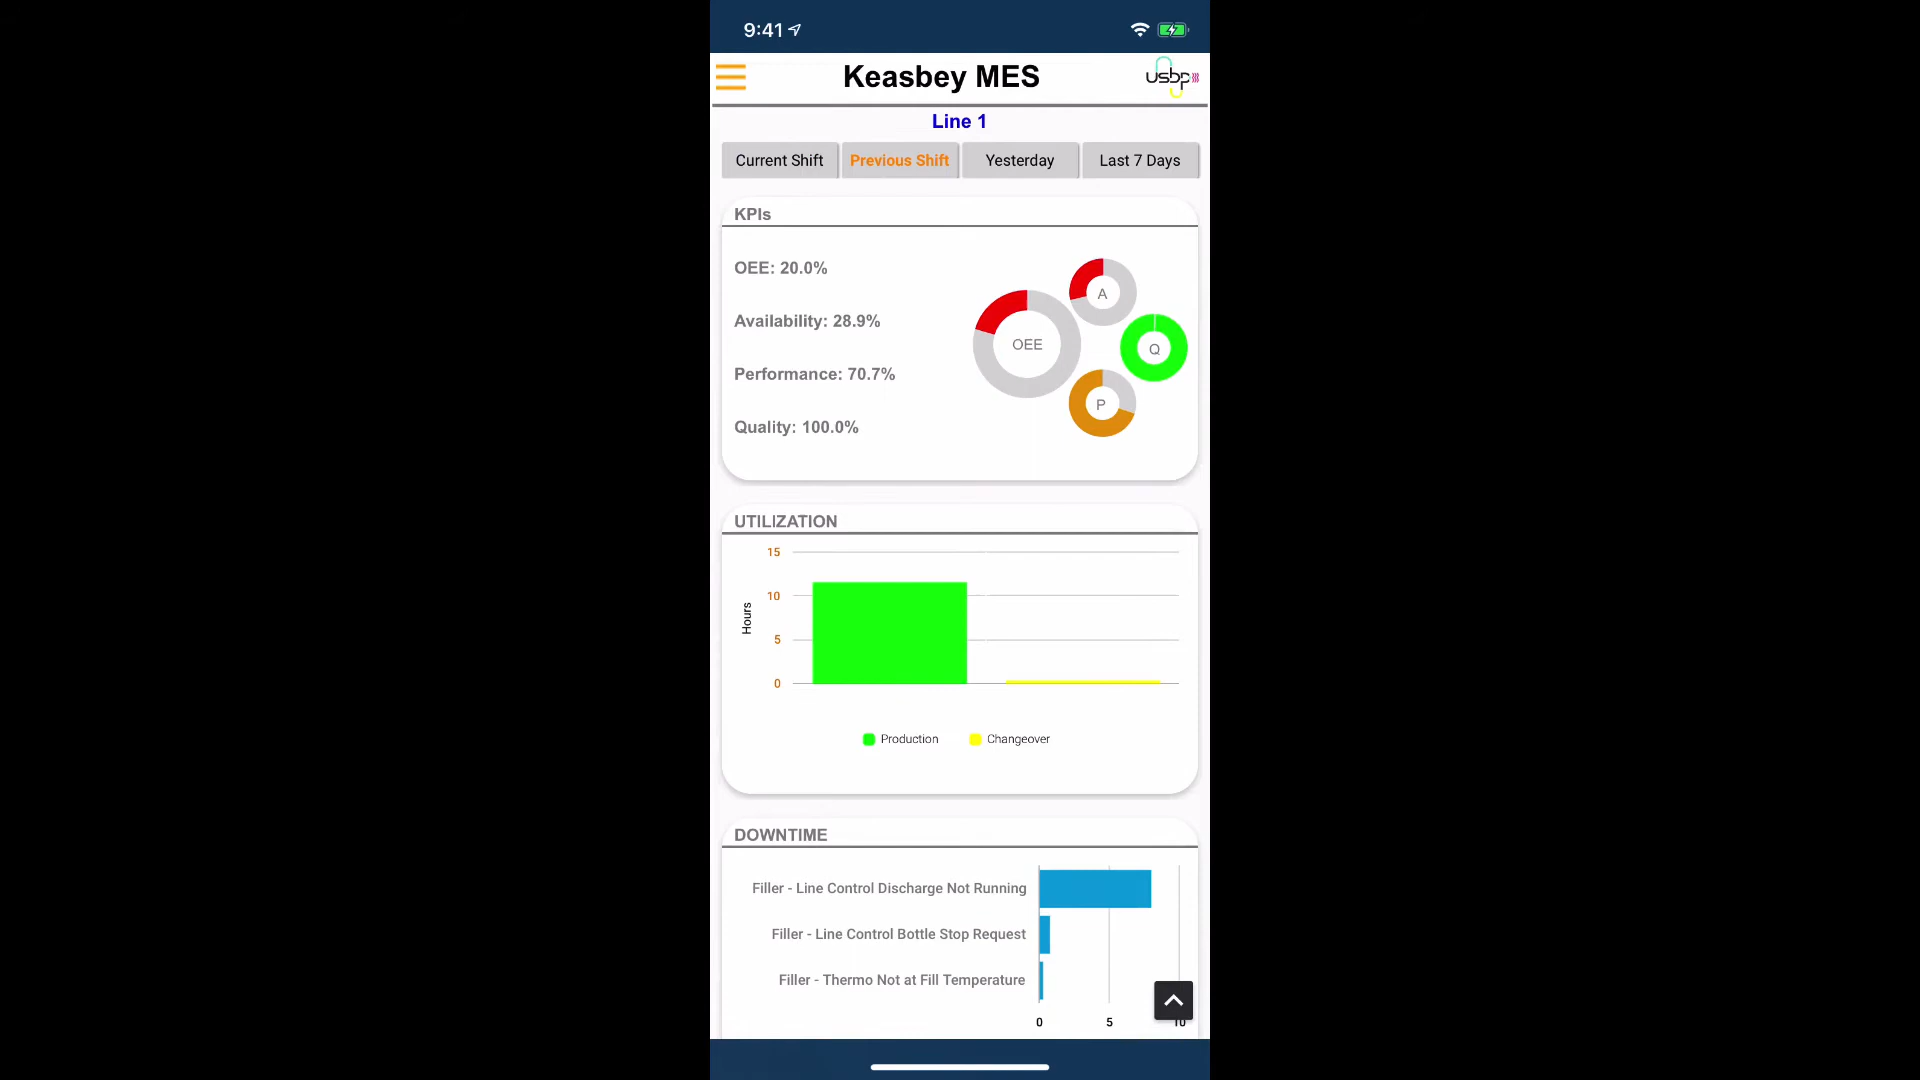 9:41
Keasbey MES
usbp
Line 1
Current Shift
Previous Shift
Yesterday
Last 7 Days
KPIs
OEE: 20.0%
Availability: 28.9%
Performance: 70.7%
Quality: 100.0%
OEE
A
Q
P
UTILIZATION
15
10
5
0
Hours
Production
Changeover
DOWNTIME
Filler - Line Control Discharge Not Running
Filler - Line Control Bottle Stop Request
Filler - Thermo Not at Fill Temperature
0
5
10